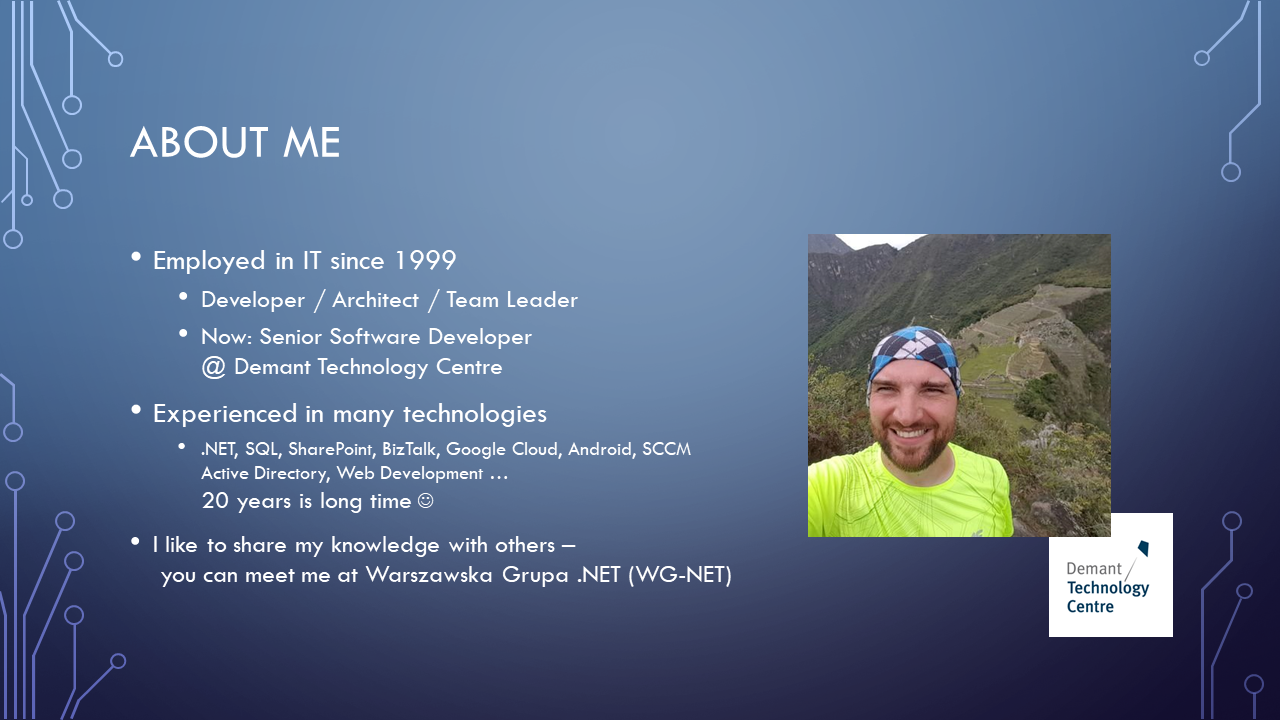 ABOUT ME
• Employed in IT since 1999
• Developer / Architect / Team Leader
• Now: Senior Software Developer
@ Demant Technology Centre
• Experienced in many technologies
• .NET, SQL, SharePoint, BizTalk, Google Cloud, Android, SCCM
Active Directory, Web Development …
20 years is long time ☺
• I like to share my knowledge with others –
you can meet me at Warszawska Grupa .NET (WG-NET)
Demant
Technology
Centre